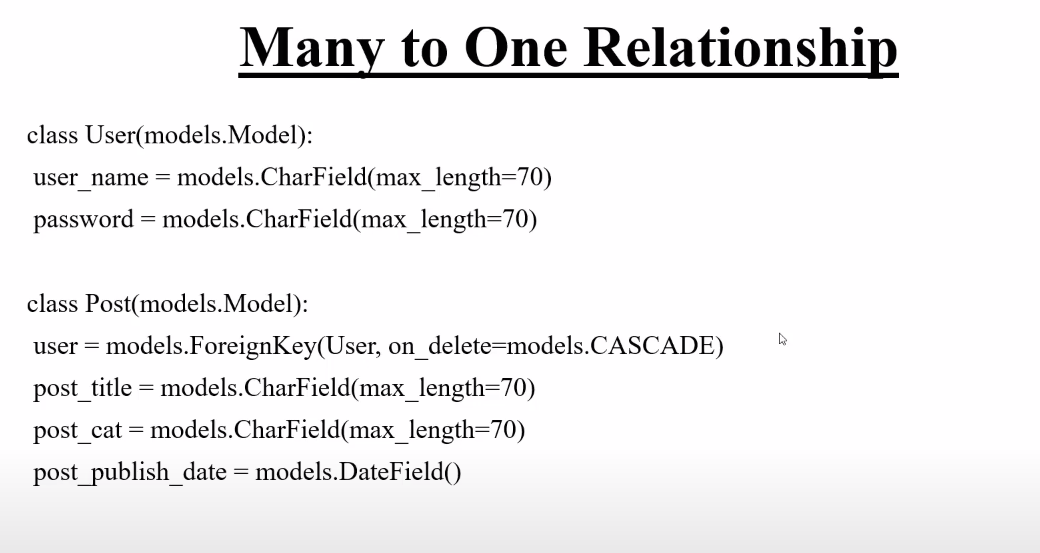 Many to One Relationship
class User(models.Model):
user_name = models.CharField(max_length=70)
password = models.CharField(max_length=70)
class Post(models.Model):
user = models.ForeignKey(User, on_delete=models.CASCADE)
post_title = models.CharField(max_length=70)
post_cat = models.CharField(max_length=70)
post_publish_date = models.DateField()